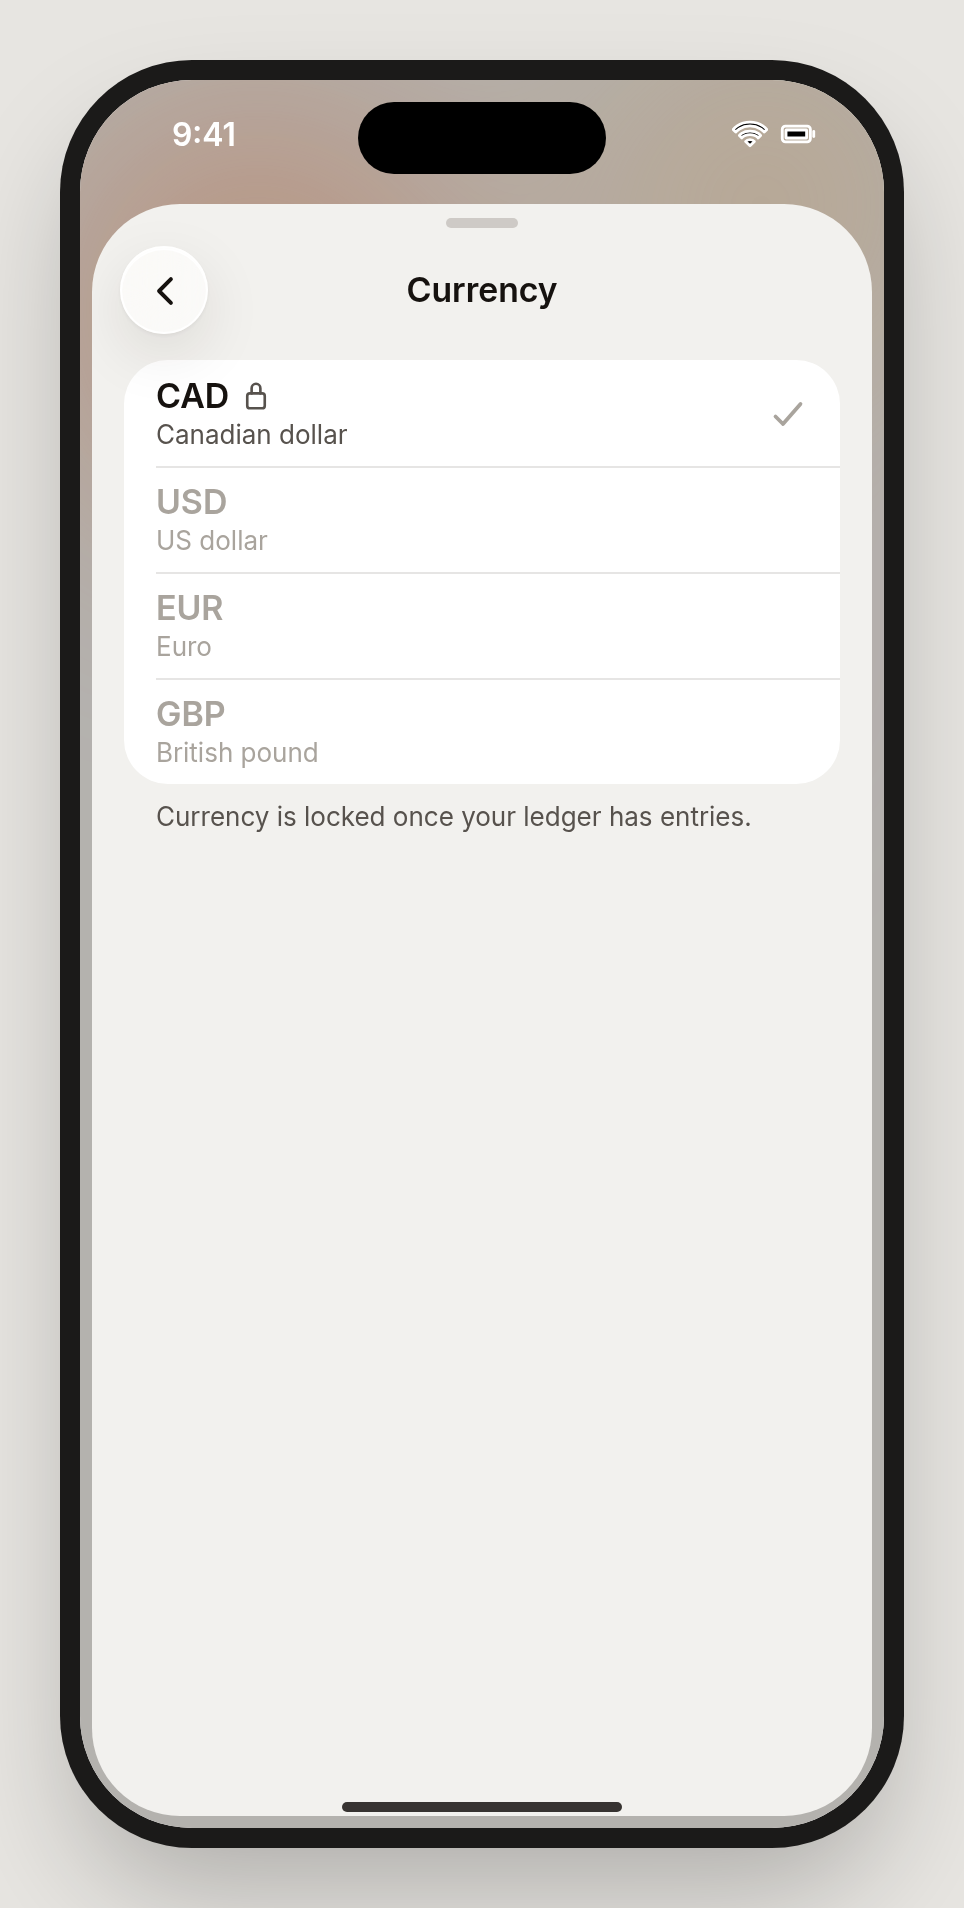 9:41
Currency
CAD
Canadian dollar
USD
US dollar
EUR
Euro
GBP
British pound
Currency is locked once your ledger has entries.